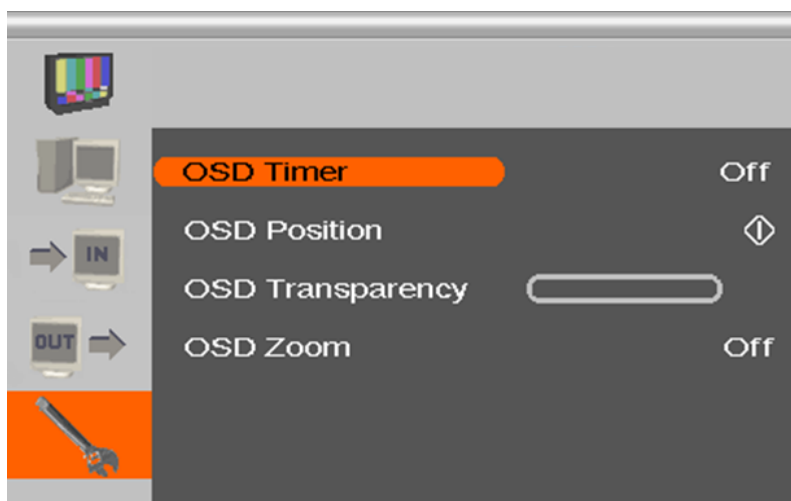 OSD Timer Off
OSD Position
IN
OSD Transparency
OUT
OSD Zoom Off